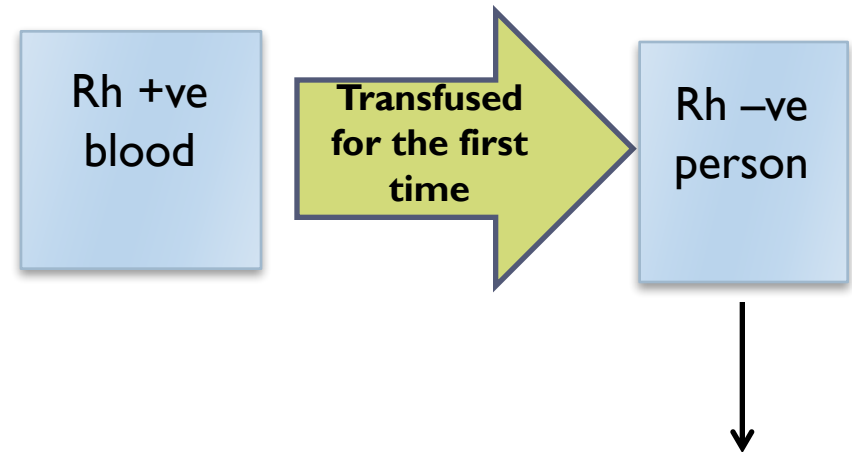 Rh +ve
blood
Transfused
for the first
time
Rh –ve
person